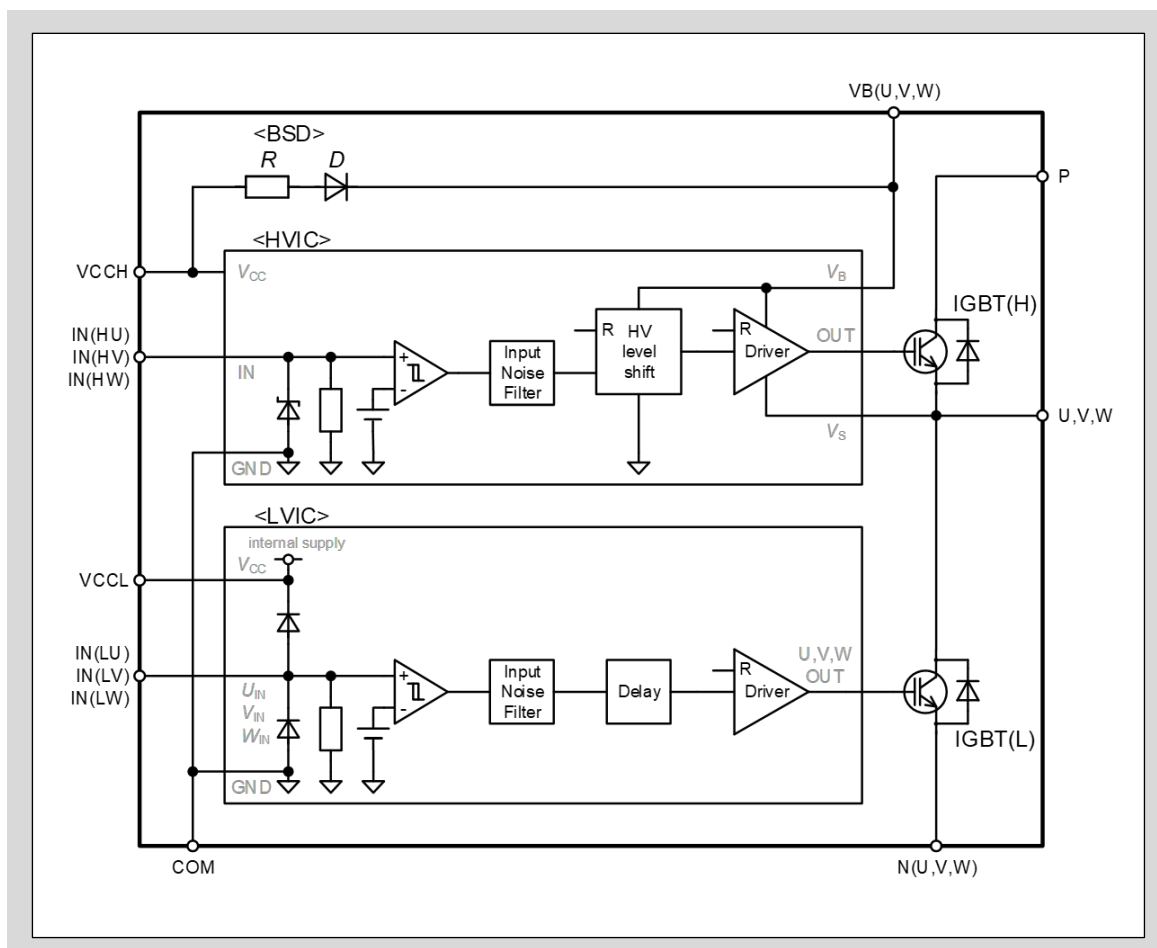 VB(U,V,W)
<BSD>
R D
P
<HVIC>
VCCH
VCC
VB
IGBT(H)
IN(HU)
IN(HV)
IN(HW)
IN
+
-
Input
Noise
Filter
R HV
level
shift
R
Driver
OUT
U,V,W
VS
GND
<LVIC>
internal supply
VCC
VCCL
IN(LU)
IN(LV)
IN(LW)
UIN
VIN
WIN
+
-
Input
Noise
Filter
Delay
R
Driver
U,V,W
OUT
IGBT(L)
GND
COM
N(U,V,W)